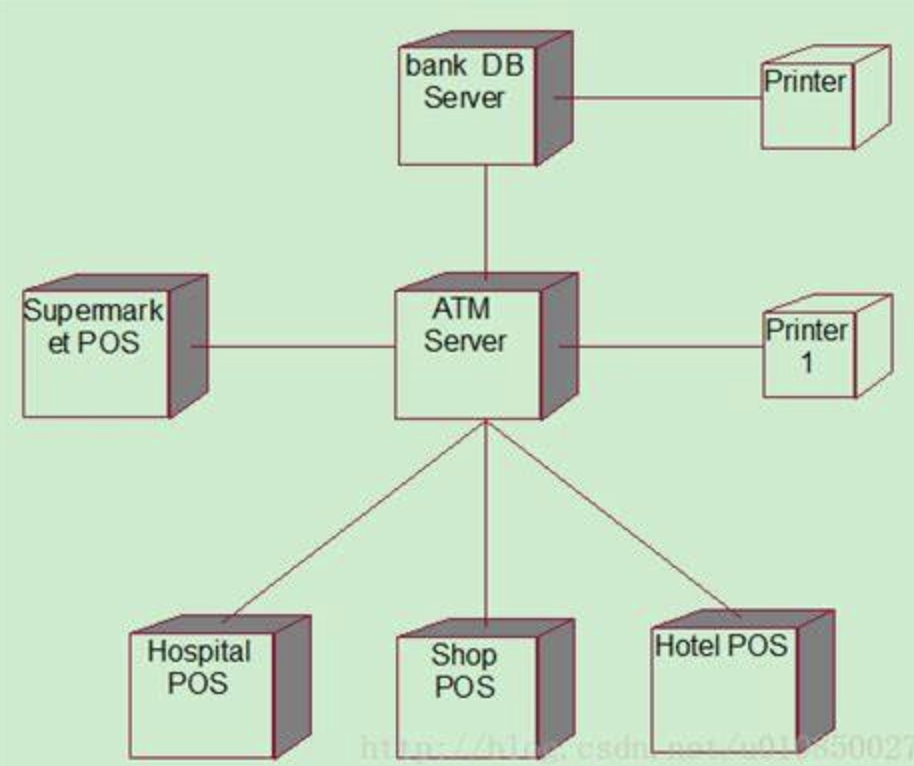 bank DB
Server
Printer
Supermark
et POS
ATM
Server
Printer
1
Hospital
POS
Shop
POS
Hotel POS